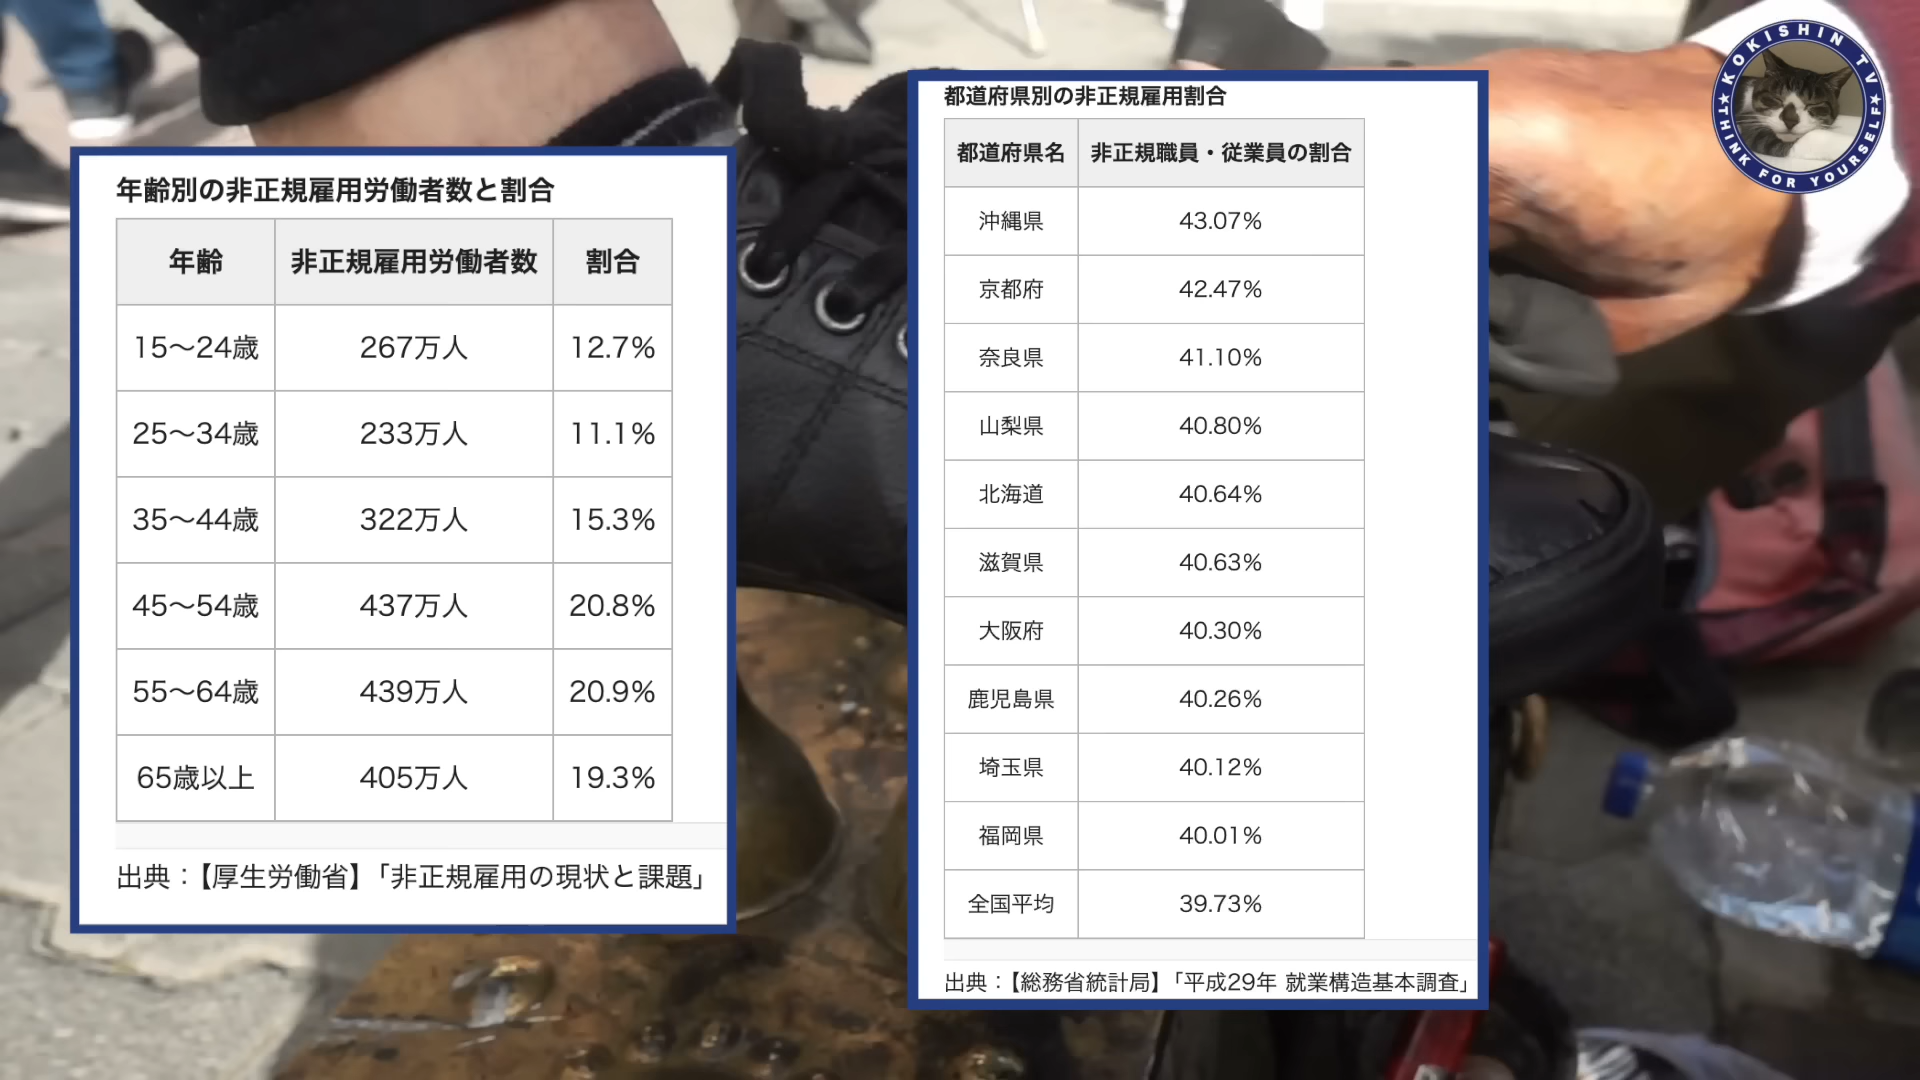 年齢別の非正規雇用労働者数と割合
年齢 非正規雇用労働者数 割合
15〜24歳 267万人 12.7%
25〜34歳 233万人 11.1%
35〜44歳 322万人 15.3%
45〜54歳 437万人 20.8%
55〜64歳 439万人 20.9%
65歳以上 405万人 19.3%
出典：【厚生労働省】「非正規雇用の現状と課題」
都道府県別の非正規雇用割合
都道府県名 非正規職員・従業員の割合
沖縄県 43.07%
京都府 42.47%
奈良県 41.10%
山梨県 40.80%
北海道 40.64%
滋賀県 40.63%
大阪府 40.30%
鹿児島県 40.26%
埼玉県 40.12%
福岡県 40.01%
全国平均 39.73%
出典：【総務省統計局】「平成29年 就業構造基本調査」
KOKISHIN TV
THINK FOR YOURSELF